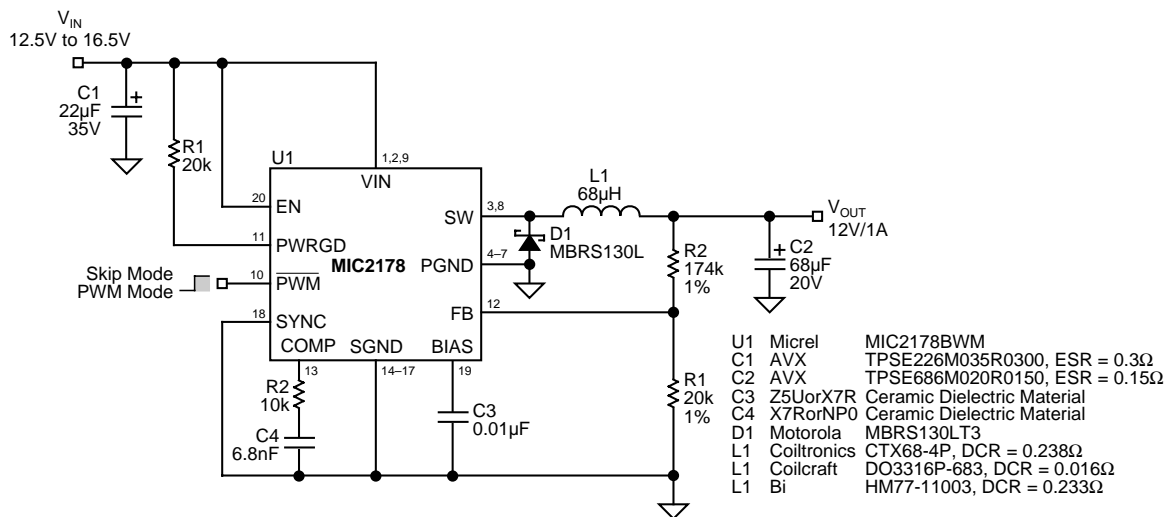 VIN
12.5V to 16.5V
C1
22µF
35V
+
R1
20k
U1
1,2,9
VIN
20
EN
11
PWRGD
MIC2178
Skip Mode
PWM Mode
10
PWM
18
SYNC
COMP
13
SGND
14–17
BIAS
19
SW
3,8
PGND
4–7
FB
12
L1
68µH
D1
MBRS130L
R2
174k
1%
+
C2
68µF
20V
VOUT
12V/1A
R2
10k
C4
6.8nF
C3
0.01µF
R1
20k
1%
U1 Micrel MIC2178BWM
C1 AVX TPSE226M035R0300, ESR = 0.3Ω
C2 AVX TPSE686M020R0150, ESR = 0.15Ω
C3 Z5UorX7R Ceramic Dielectric Material
C4 X7RorNP0 Ceramic Dielectric Material
D1 Motorola MBRS130LT3
L1 Coiltronics CTX68-4P, DCR = 0.238Ω
L1 Coilcraft DO3316P-683, DCR = 0.016Ω
L1 Bi HM77-11003, DCR = 0.233Ω